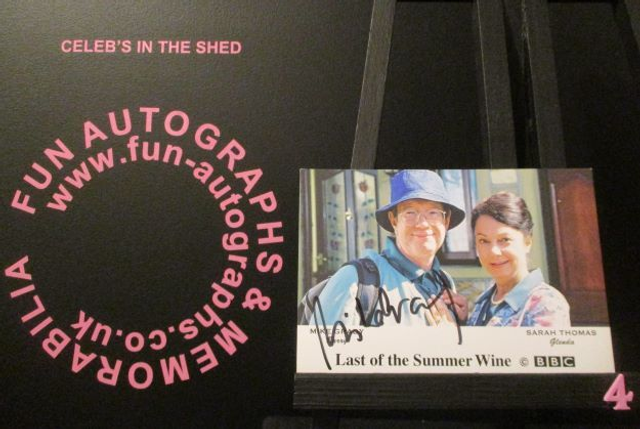 CELEB'S IN THE SHED
FUN AUTOGRAPHS & MEMORABILIA
www.fun-autographs.co.uk
MIKE
SARAH THOMAS
Glenda
Last of the Summer Wine © BBC
4